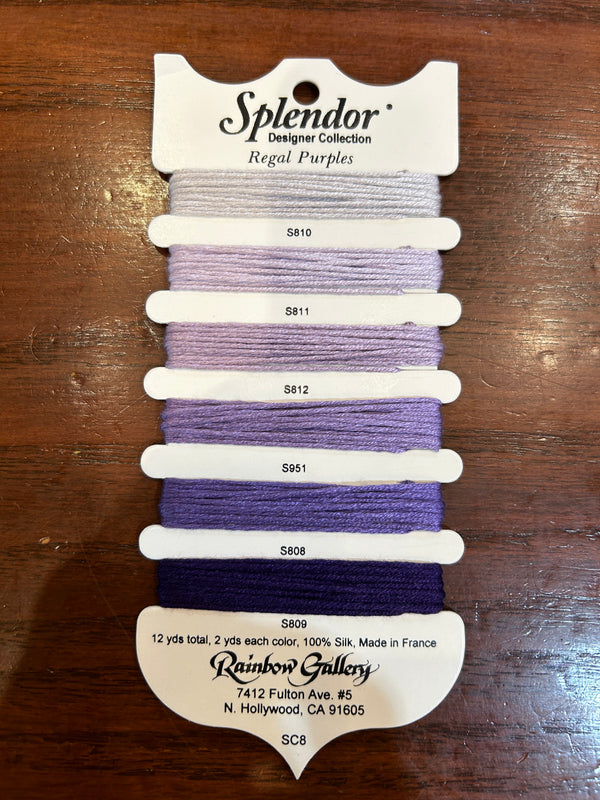 Splendor®
Designer Collection
Regal Purples
S810
S811
S812
S951
S808
S809
12 yds total, 2 yds each color, 100% Silk, Made in France
Rainbow Gallery
7412 Fulton Ave. #5
N. Hollywood, CA 91605
SC8